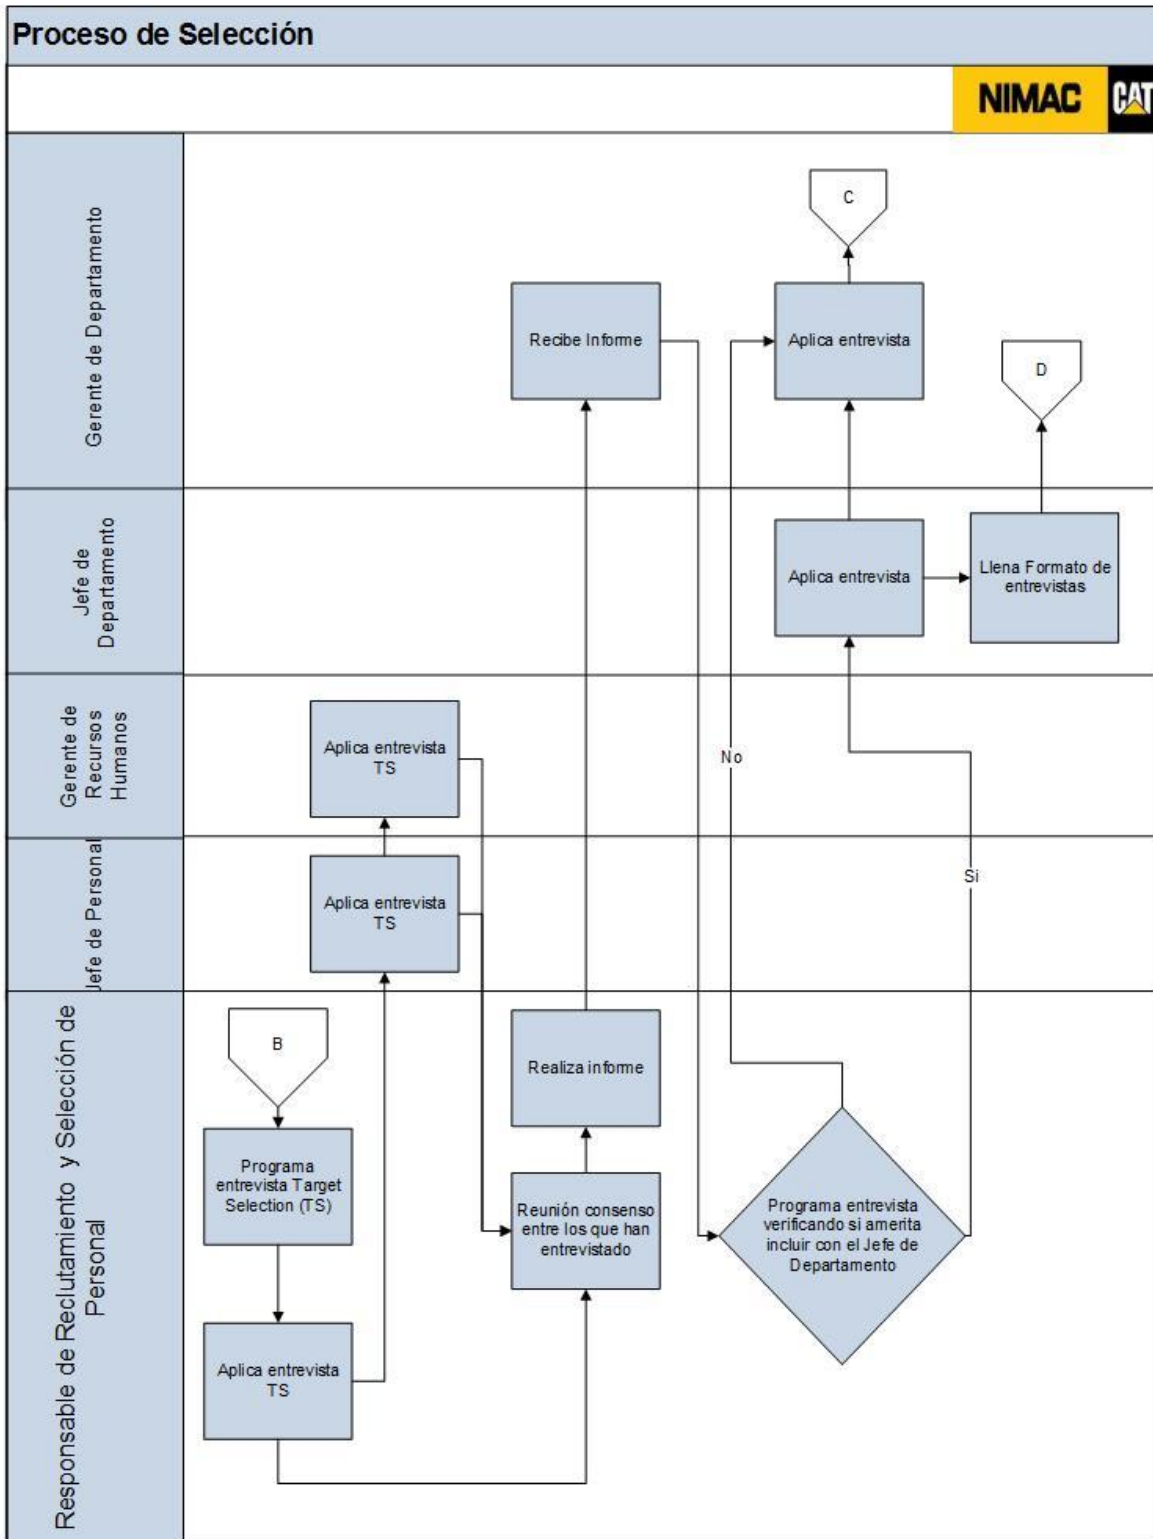 Proceso de Selección
NIMAC CAT
Gerente de Departamento
C
Recibe Informe
Aplica entrevista
D
Jefe de
Departamento
Aplica entrevista
Llena Formato de
entrevistas
Gerente de
Recursos
Humanos
Aplica entrevista
TS
No
Jefe de Personal
Aplica entrevista
TS
Si
Responsable de Reclutamiento y Selección de
Personal
B
Realiza informe
Programa
entrevista Target
Selection (TS)
Reunión consenso
entre los que han
entrevistado
Programa entrevista
verificando si amerita
incluir con el Jefe de
Departamento
Aplica entrevista
TS